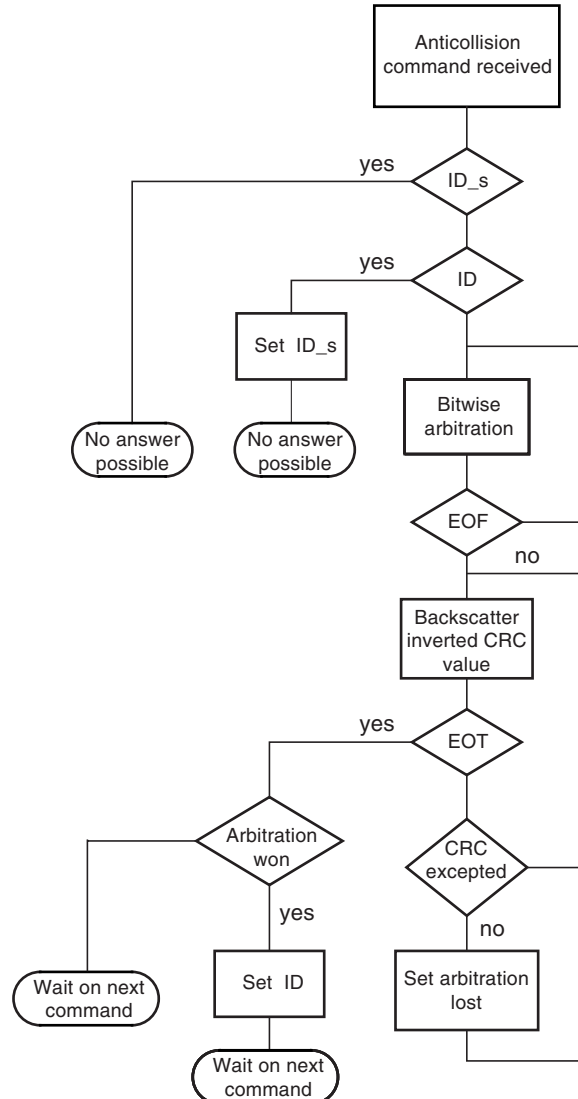 Anticollision
command received
yes
ID_s
yes
ID
Set ID_s
Bitwise
arbitration
No answer
possible
No answer
possible
EOF
no
Backscatter
inverted CRC
value
yes
EOT
Arbitration
won
CRC
excepted
yes
no
Set ID
Set arbitration
lost
Wait on next
command
Wait on next
command